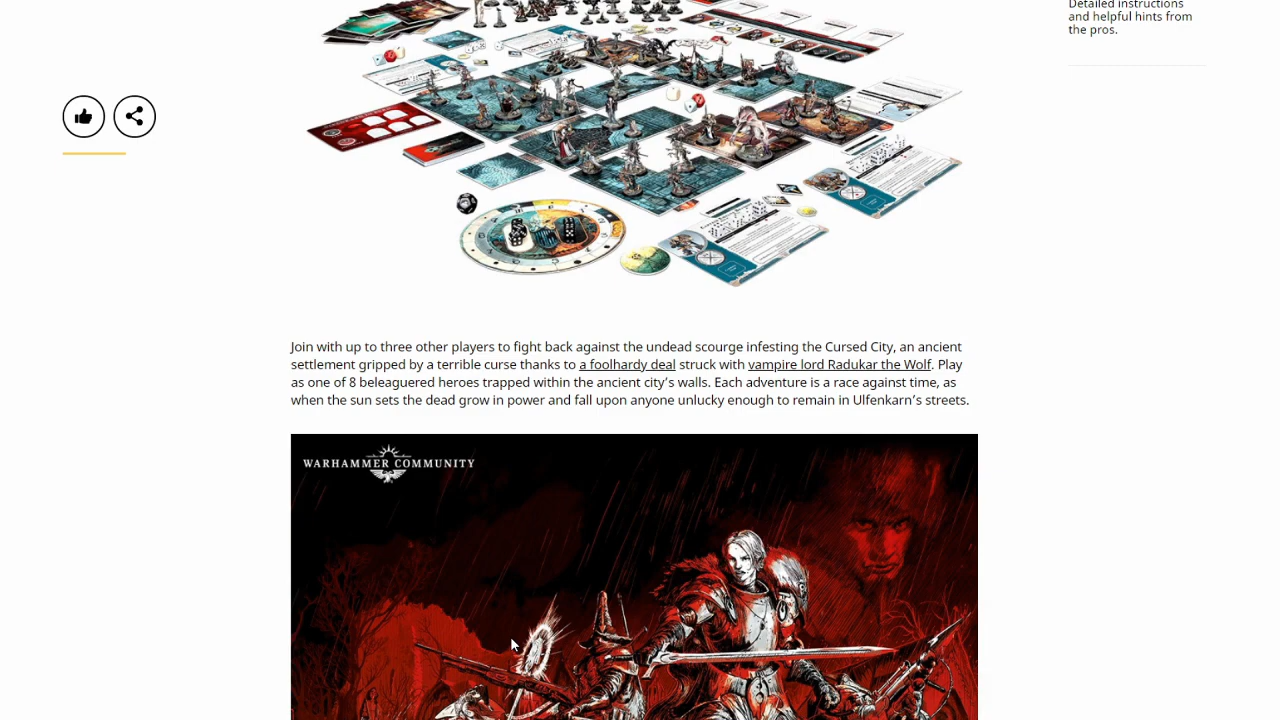 Detailed instructions
and helpful hints from
the pros.
Join with up to three other players to fight back against the undead scourge infesting the Cursed City, an ancient
settlement gripped by a terrible curse thanks to a foolhardy deal struck with vampire lord Radukar the Wolf. Play
as one of 8 beleaguered heroes trapped within the ancient city’s walls. Each adventure is a race against time, as
when the sun sets the dead grow in power and fall upon anyone unlucky enough to remain in Ulfenkarn’s streets.
WARHAMMER COMMUNITY